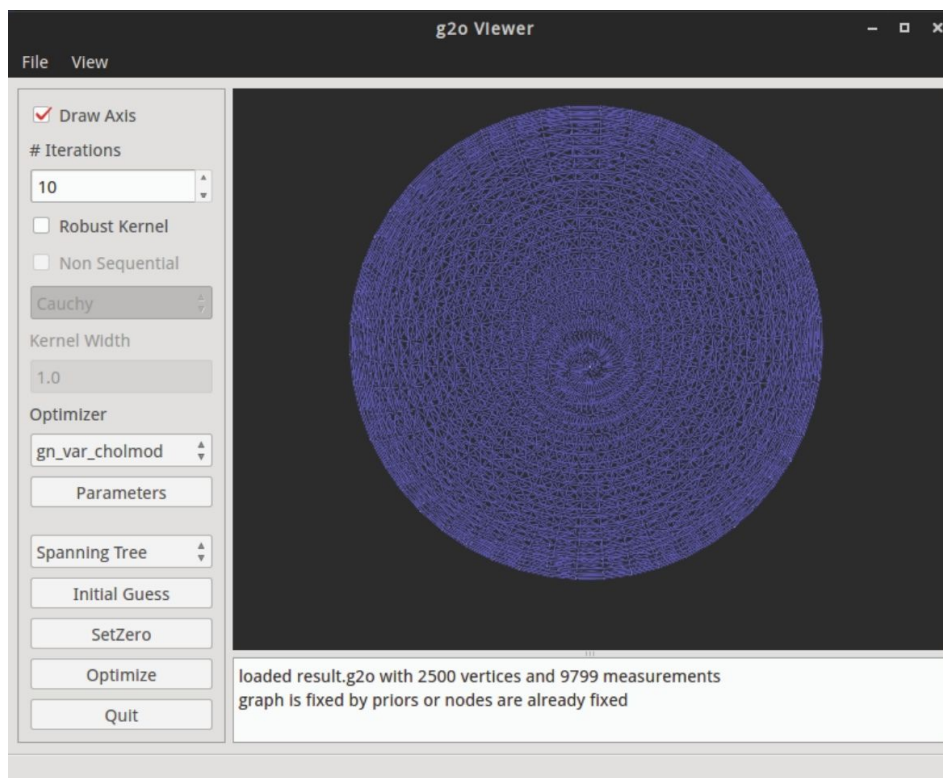 g2o Viewer
File View
Draw Axis
# Iterations
10
Robust Kernel
Non Sequential
Cauchy
Kernel Width
1.0
Optimizer
gn_var_cholmod
Parameters
Spanning Tree
Initial Guess
SetZero
Optimize
Quit
loaded result.g2o with 2500 vertices and 9799 measurements
graph is fixed by priors or nodes are already fixed